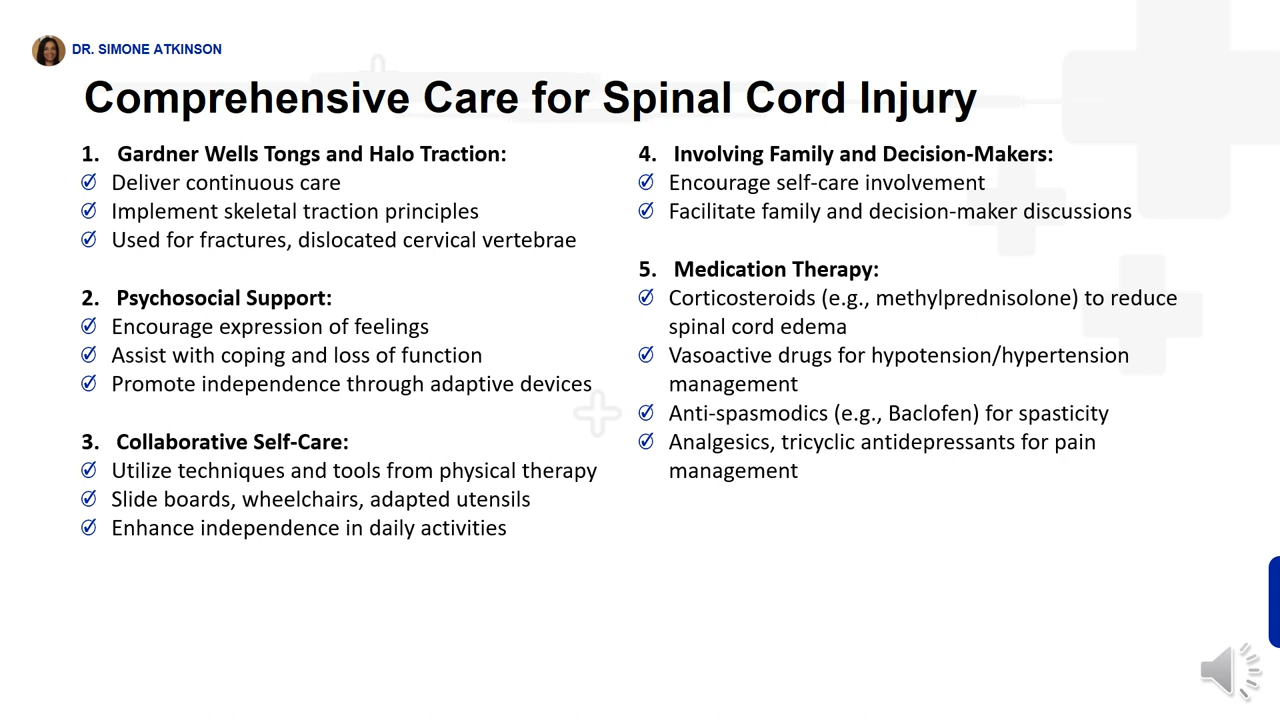 DR. SIMONE ATKINSON
Comprehensive Care for Spinal Cord Injury
1. Gardner Wells Tongs and Halo Traction:
Deliver continuous care
Implement skeletal traction principles
Used for fractures, dislocated cervical vertebrae
2. Psychosocial Support:
Encourage expression of feelings
Assist with coping and loss of function
Promote independence through adaptive devices
3. Collaborative Self-Care:
Utilize techniques and tools from physical therapy
Slide boards, wheelchairs, adapted utensils
Enhance independence in daily activities
4. Involving Family and Decision-Makers:
Encourage self-care involvement
Facilitate family and decision-maker discussions
5. Medication Therapy:
Corticosteroids (e.g., methylprednisolone) to reduce
spinal cord edema
Vasoactive drugs for hypotension/hypertension
management
Anti-spasmodics (e.g., Baclofen) for spasticity
Analgesics, tricyclic antidepressants for pain
management